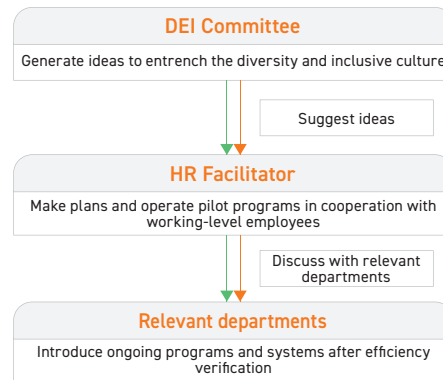 DEI Committee
Generate ideas to entrench the diversity and inclusive culture
Suggest ideas
HR Facilitator
Make plans and operate pilot programs in cooperation with
working-level employees
Discuss with relevant
departments
Relevant departments
Introduce ongoing programs and systems after efficiency
verification